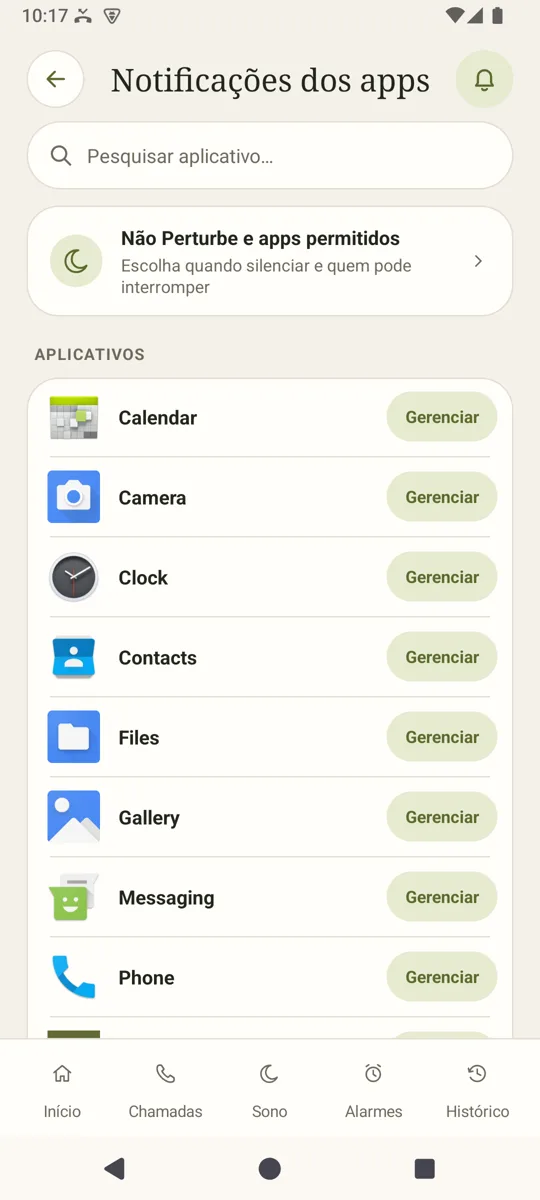 10:17
Notificações dos apps
Pesquisar aplicativo...
Não Perturbe e apps permitidos
Escolha quando silenciar e quem pode
interromper
APLICATIVOS
Calendar Gerenciar
Camera Gerenciar
Clock Gerenciar
Contacts Gerenciar
Files Gerenciar
Gallery Gerenciar
Messaging Gerenciar
Phone Gerenciar
Início Chamadas Sono Alarmes Histórico